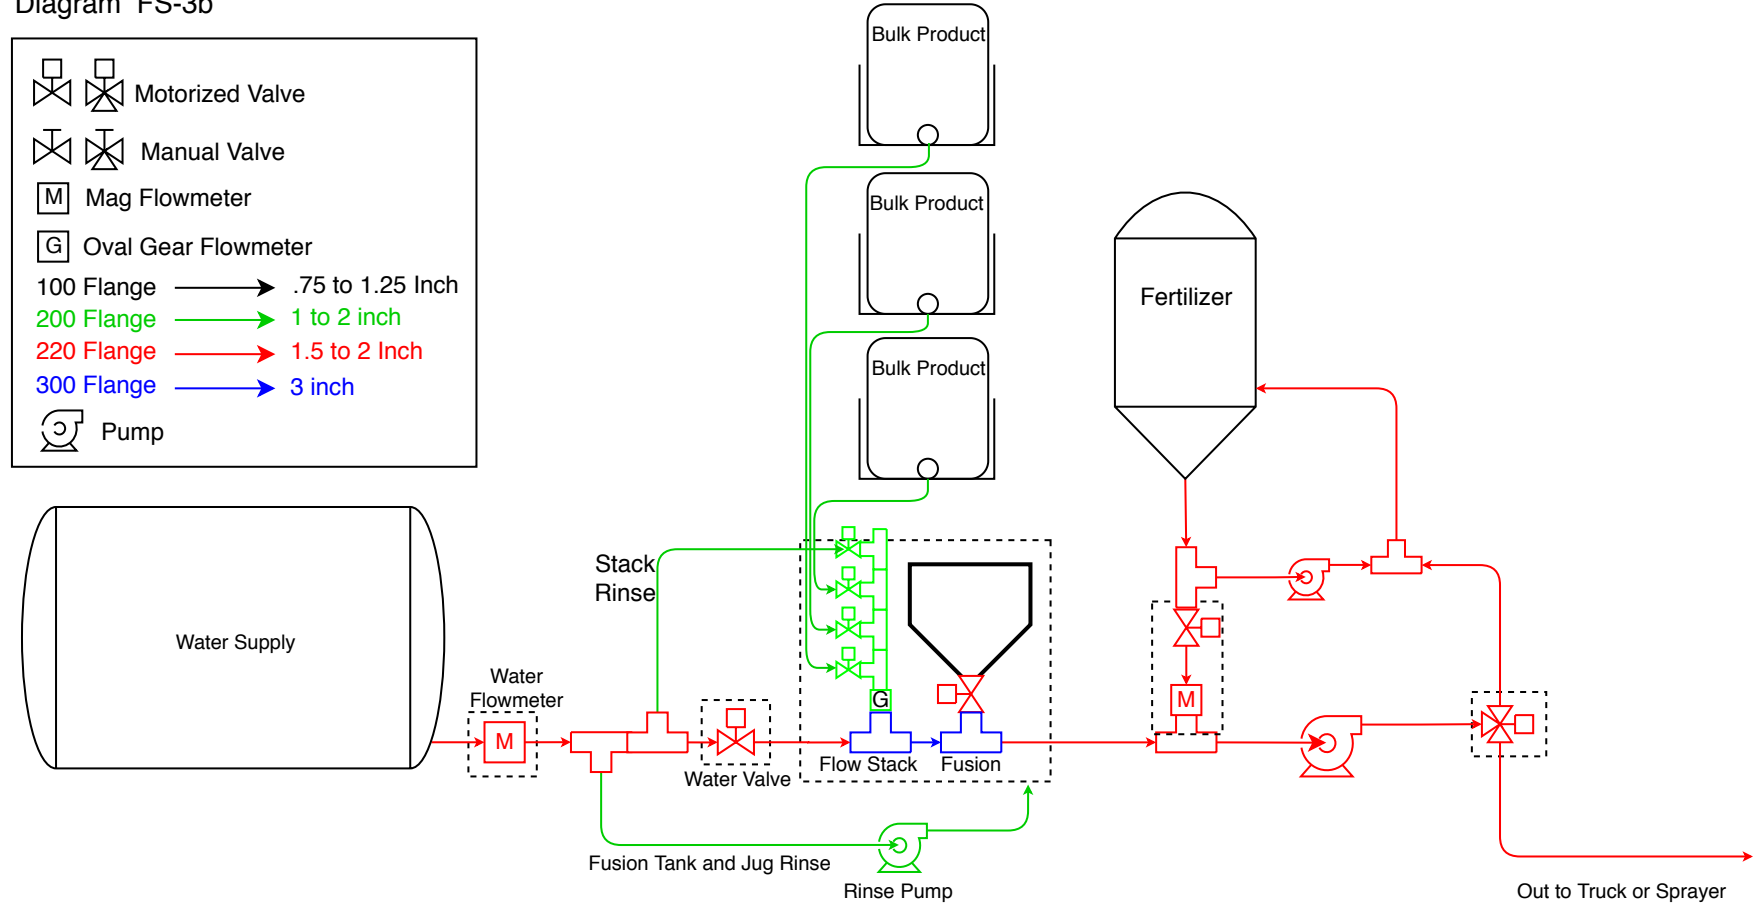 Diagram FS-3b
Motorized Valve
Manual Valve
M Mag Flowmeter
G Oval Gear Flowmeter
100 Flange .75 to 1.25 Inch
200 Flange 1 to 2 inch
220 Flange 1.5 to 2 Inch
300 Flange 3 inch
Pump
Bulk Product
Bulk Product
Bulk Product
Fertilizer
Water Supply
Water
Flowmeter
M
Stack
Rinse
Water Valve
G
Flow Stack
Fusion
M
Fusion Tank and Jug Rinse
Rinse Pump
Out to Truck or Sprayer